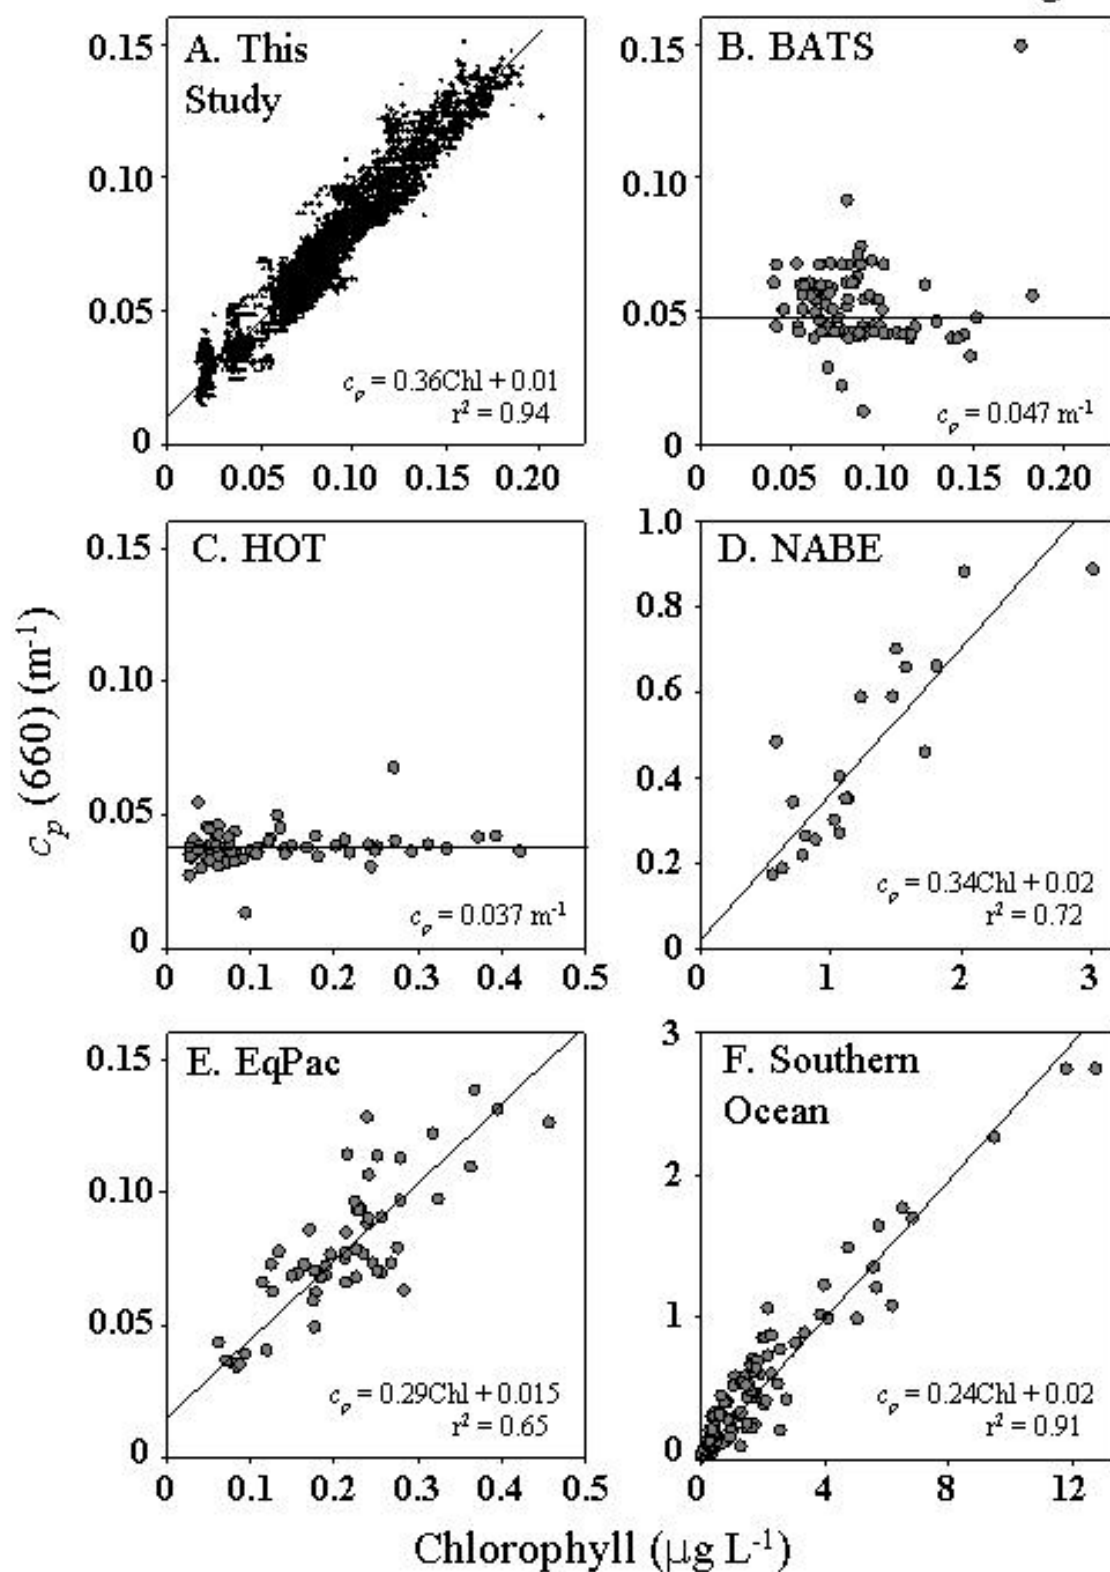 A. This
Study
0.15
0.10
0.05
0
c_p = 0.36Chl + 0.01
r² = 0.94
0 0.05 0.10 0.15 0.20
B. BATS
0.15
0.10
0.05
0
c_p = 0.047 m⁻¹
0 0.05 0.10 0.15 0.20
C. HOT
0.15
0.10
0.05
0
c_p = 0.037 m⁻¹
0 0.1 0.2 0.3 0.4 0.5
D. NABE
1.0
0.8
0.6
0.4
0.2
0
c_p = 0.34Chl + 0.02
r² = 0.72
0 1 2 3
c_p (660) (m⁻¹)
E. EqPac
0.15
0.10
0.05
0
c_p = 0.29Chl + 0.015
r² = 0.65
0 0.1 0.2 0.3 0.4 0.5
F. Southern
Ocean
3
2
1
0
c_p = 0.24Chl + 0.02
r² = 0.91
0 4 8 12
Chlorophyll (µg L⁻¹)